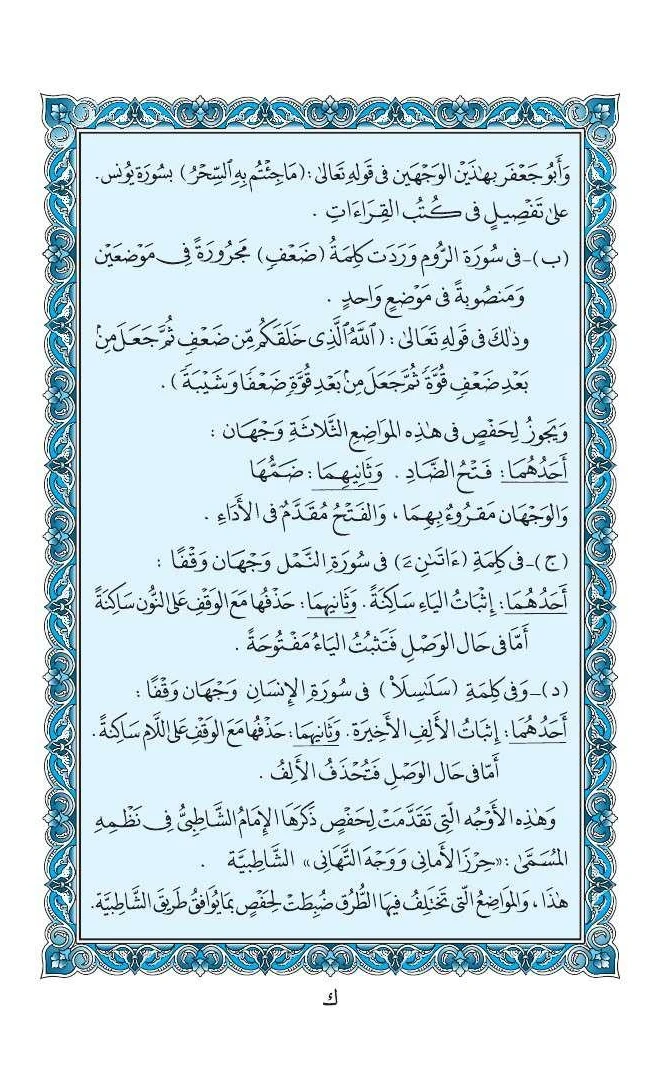 وَأَبُو جَعْفَرٍ بِهٰذَيْنِ الوَجْهَيْنِ فِى قَوْلِهِ تَعَالَىٰ: (مَا جِئْتُم بِهِ ٱلسِّحْرُ) بِسُورَةِ يُونُسَ.
عَلَىٰ تَفْصِيلٍ فِى كُتُبِ القِرَاءَاتِ .
(ب)-فِى سُورَةِ الرُّومِ وَرَدَتْ كَلِمَةُ (ضَعْفٍ) مَجْرُورَةً فِى مَوْضِعَيْنِ
وَمَنْصُوبَةً فِى مَوْضِعٍ وَاحِدٍ .
وَذٰلِكَ فِى قَوْلِهِ تَعَالَىٰ: (ٱللَّهُ ٱلَّذِى خَلَقَكُم مِّن ضَعْفٍ ثُمَّ جَعَلَ مِنۢ
بَعْدِ ضَعْفٍ قُوَّةً ثُمَّ جَعَلَ مِنۢ بَعْدِ قُوَّةٍ ضَعْفًا وَشَيْبَةً) .
وَيَجُوزُ لِحَفْصٍ فِى هٰذِهِ المَوَاضِعِ الثَّلَاثَةِ وَجْهَانِ :
أَحَدُهُمَا: فَتْحُ الضَّادِ . وَثَانِيهِمَا: ضَمُّهَا
وَالوَجْهَانِ مَقْرُوءٌ بِهِمَا ، وَالفَتْحُ مُقَدَّمٌ فِى الأَدَاءِ .
(ج)-فِى كَلِمَةِ (ءَاتَىٰنِۦَ) فِى سُورَةِ النَّمْلِ وَجْهَانِ وَقْفًا :
أَحَدُهُمَا: إِثْبَاتُ اليَاءِ سَاكِنَةً . وَثَانِيهِمَا: حَذْفُهَا مَعَ الوَقْفِ عَلَى النُّونِ سَاكِنَةً
أَمَّا فِى حَالِ الوَصْلِ فَتَثْبُتُ اليَاءُ مَفْتُوحَةً .
(د)-وَفِى كَلِمَةِ (سَلَٰسِلَا۟) فِى سُورَةِ الإِنْسَانِ وَجْهَانِ وَقْفًا :
أَحَدُهُمَا: إِثْبَاتُ الأَلِفِ الأَخِيرَةِ . وَثَانِيهِمَا: حَذْفُهَا مَعَ الوَقْفِ عَلَى اللَّامِ سَاكِنَةً .
أَمَّا فِى حَالِ الوَصْلِ فَتُحْذَفُ الأَلِفُ .
وَهٰذِهِ الأَوْجُهُ الَّتِى تَقَدَّمَتْ لِحَفْصٍ ذَكَرَهَا الإِمَامُ الشَّاطِبِىُّ فِى نَظْمِهِ
المُسَمَّىٰ : «حِرْزَ الأَمَانِى وَوَجْهَ التَّهَانِى» الشَّاطِبِيَّة .
هٰذَا ، وَالمَوَاضِعُ الَّتِى تَخْتَلِفُ فِيهَا الطُّرُقُ ضُبِطَتْ لِحَفْصٍ بِمَا يُوَافِقُ طَرِيقَ الشَّاطِبِيَّةِ .
ك